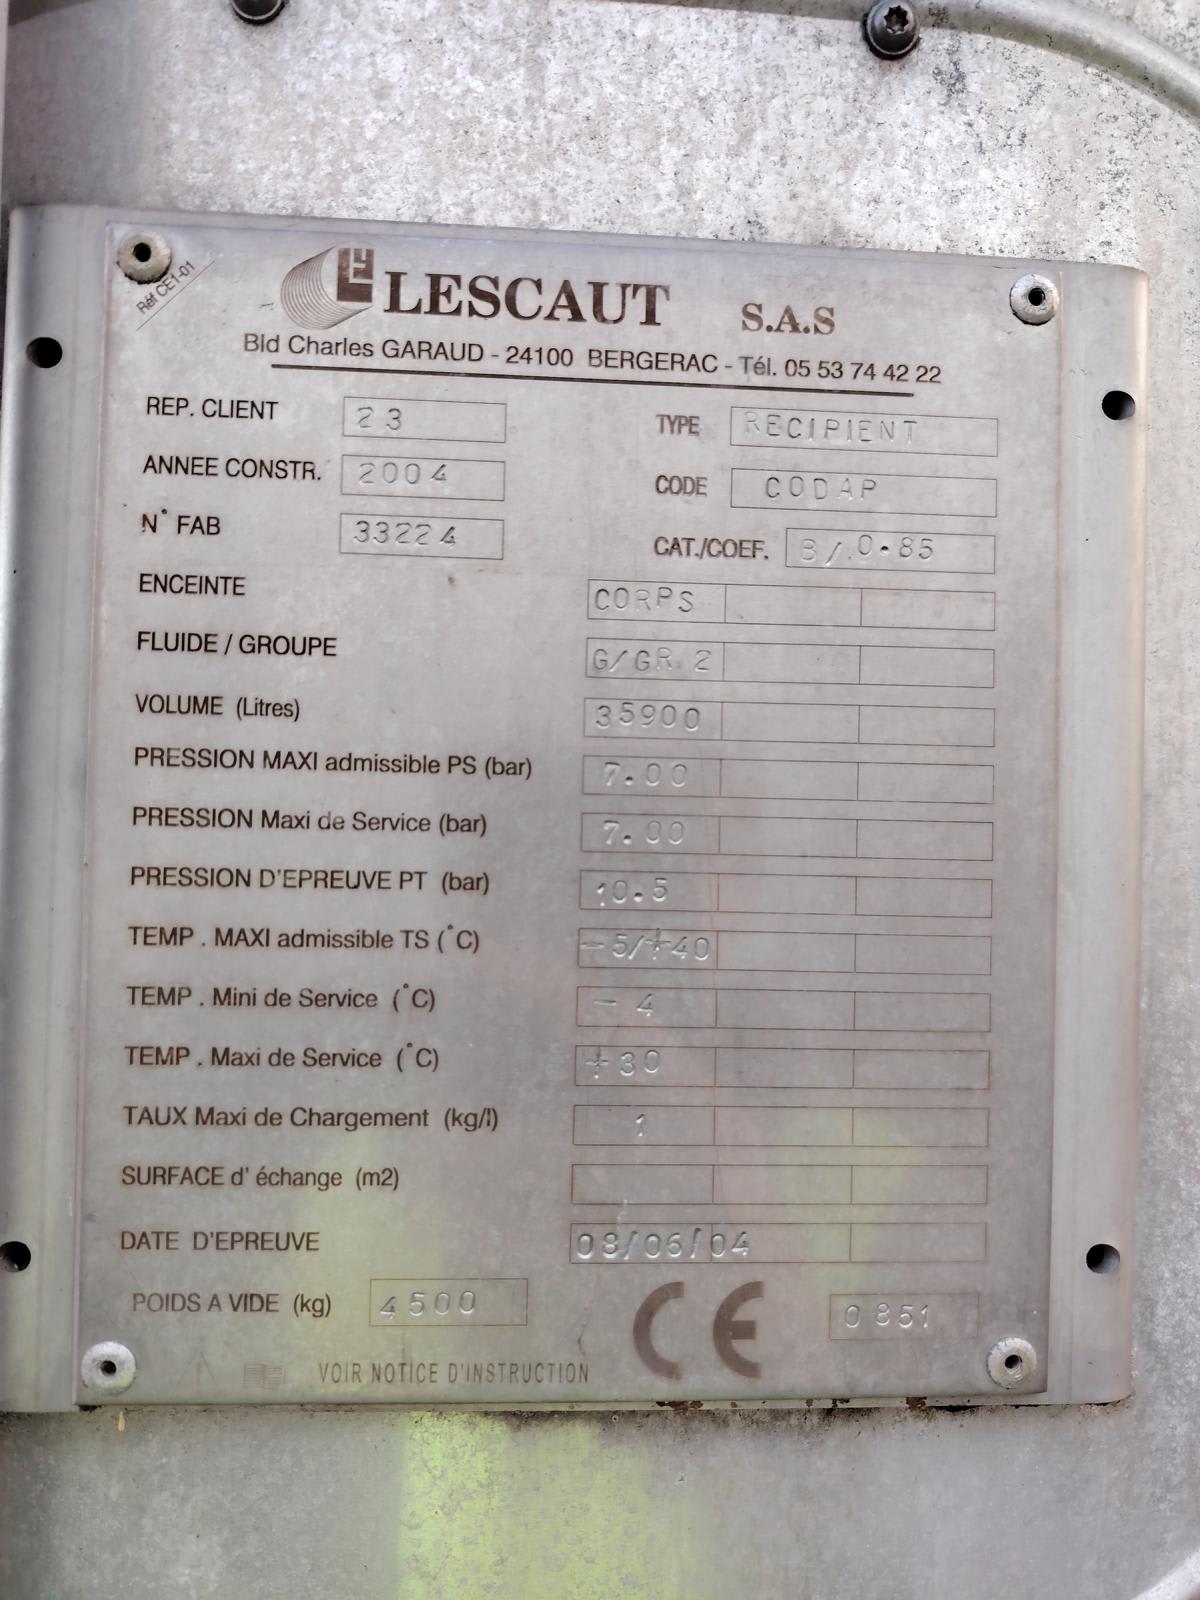 Réf CE1-01
LESCAUT S.A.S
Bld Charles GARAUD - 24100 BERGERAC - Tél. 05 53 74 42 22
REP. CLIENT 23 TYPE RECIPIENT
ANNEE CONSTR. 2004 CODE CODAP
N° FAB 33224 CAT./COEF. B/.0.85
ENCEINTE CORPS
FLUIDE / GROUPE G/GR 2
VOLUME (Litres) 35900
PRESSION MAXI admissible PS (bar) 7.00
PRESSION Maxi de Service (bar) 7.00
PRESSION D'EPREUVE PT (bar) 10.5
TEMP . MAXI admissible TS (°C) -5/+40
TEMP . Mini de Service (°C) - 4
TEMP . Maxi de Service (°C) +30
TAUX Maxi de Chargement (kg/l) 1
SURFACE d' échange (m2)
DATE D'EPREUVE 08/06/04
POIDS A VIDE (kg) 4500 CE 0851
VOIR NOTICE D'INSTRUCTION